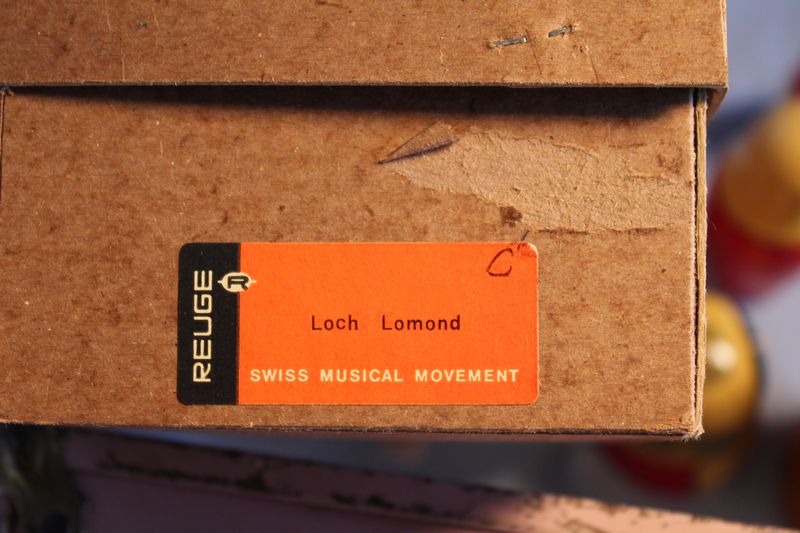 C
REUGE
R
Loch Lomond
SWISS MUSICAL MOVEMENT